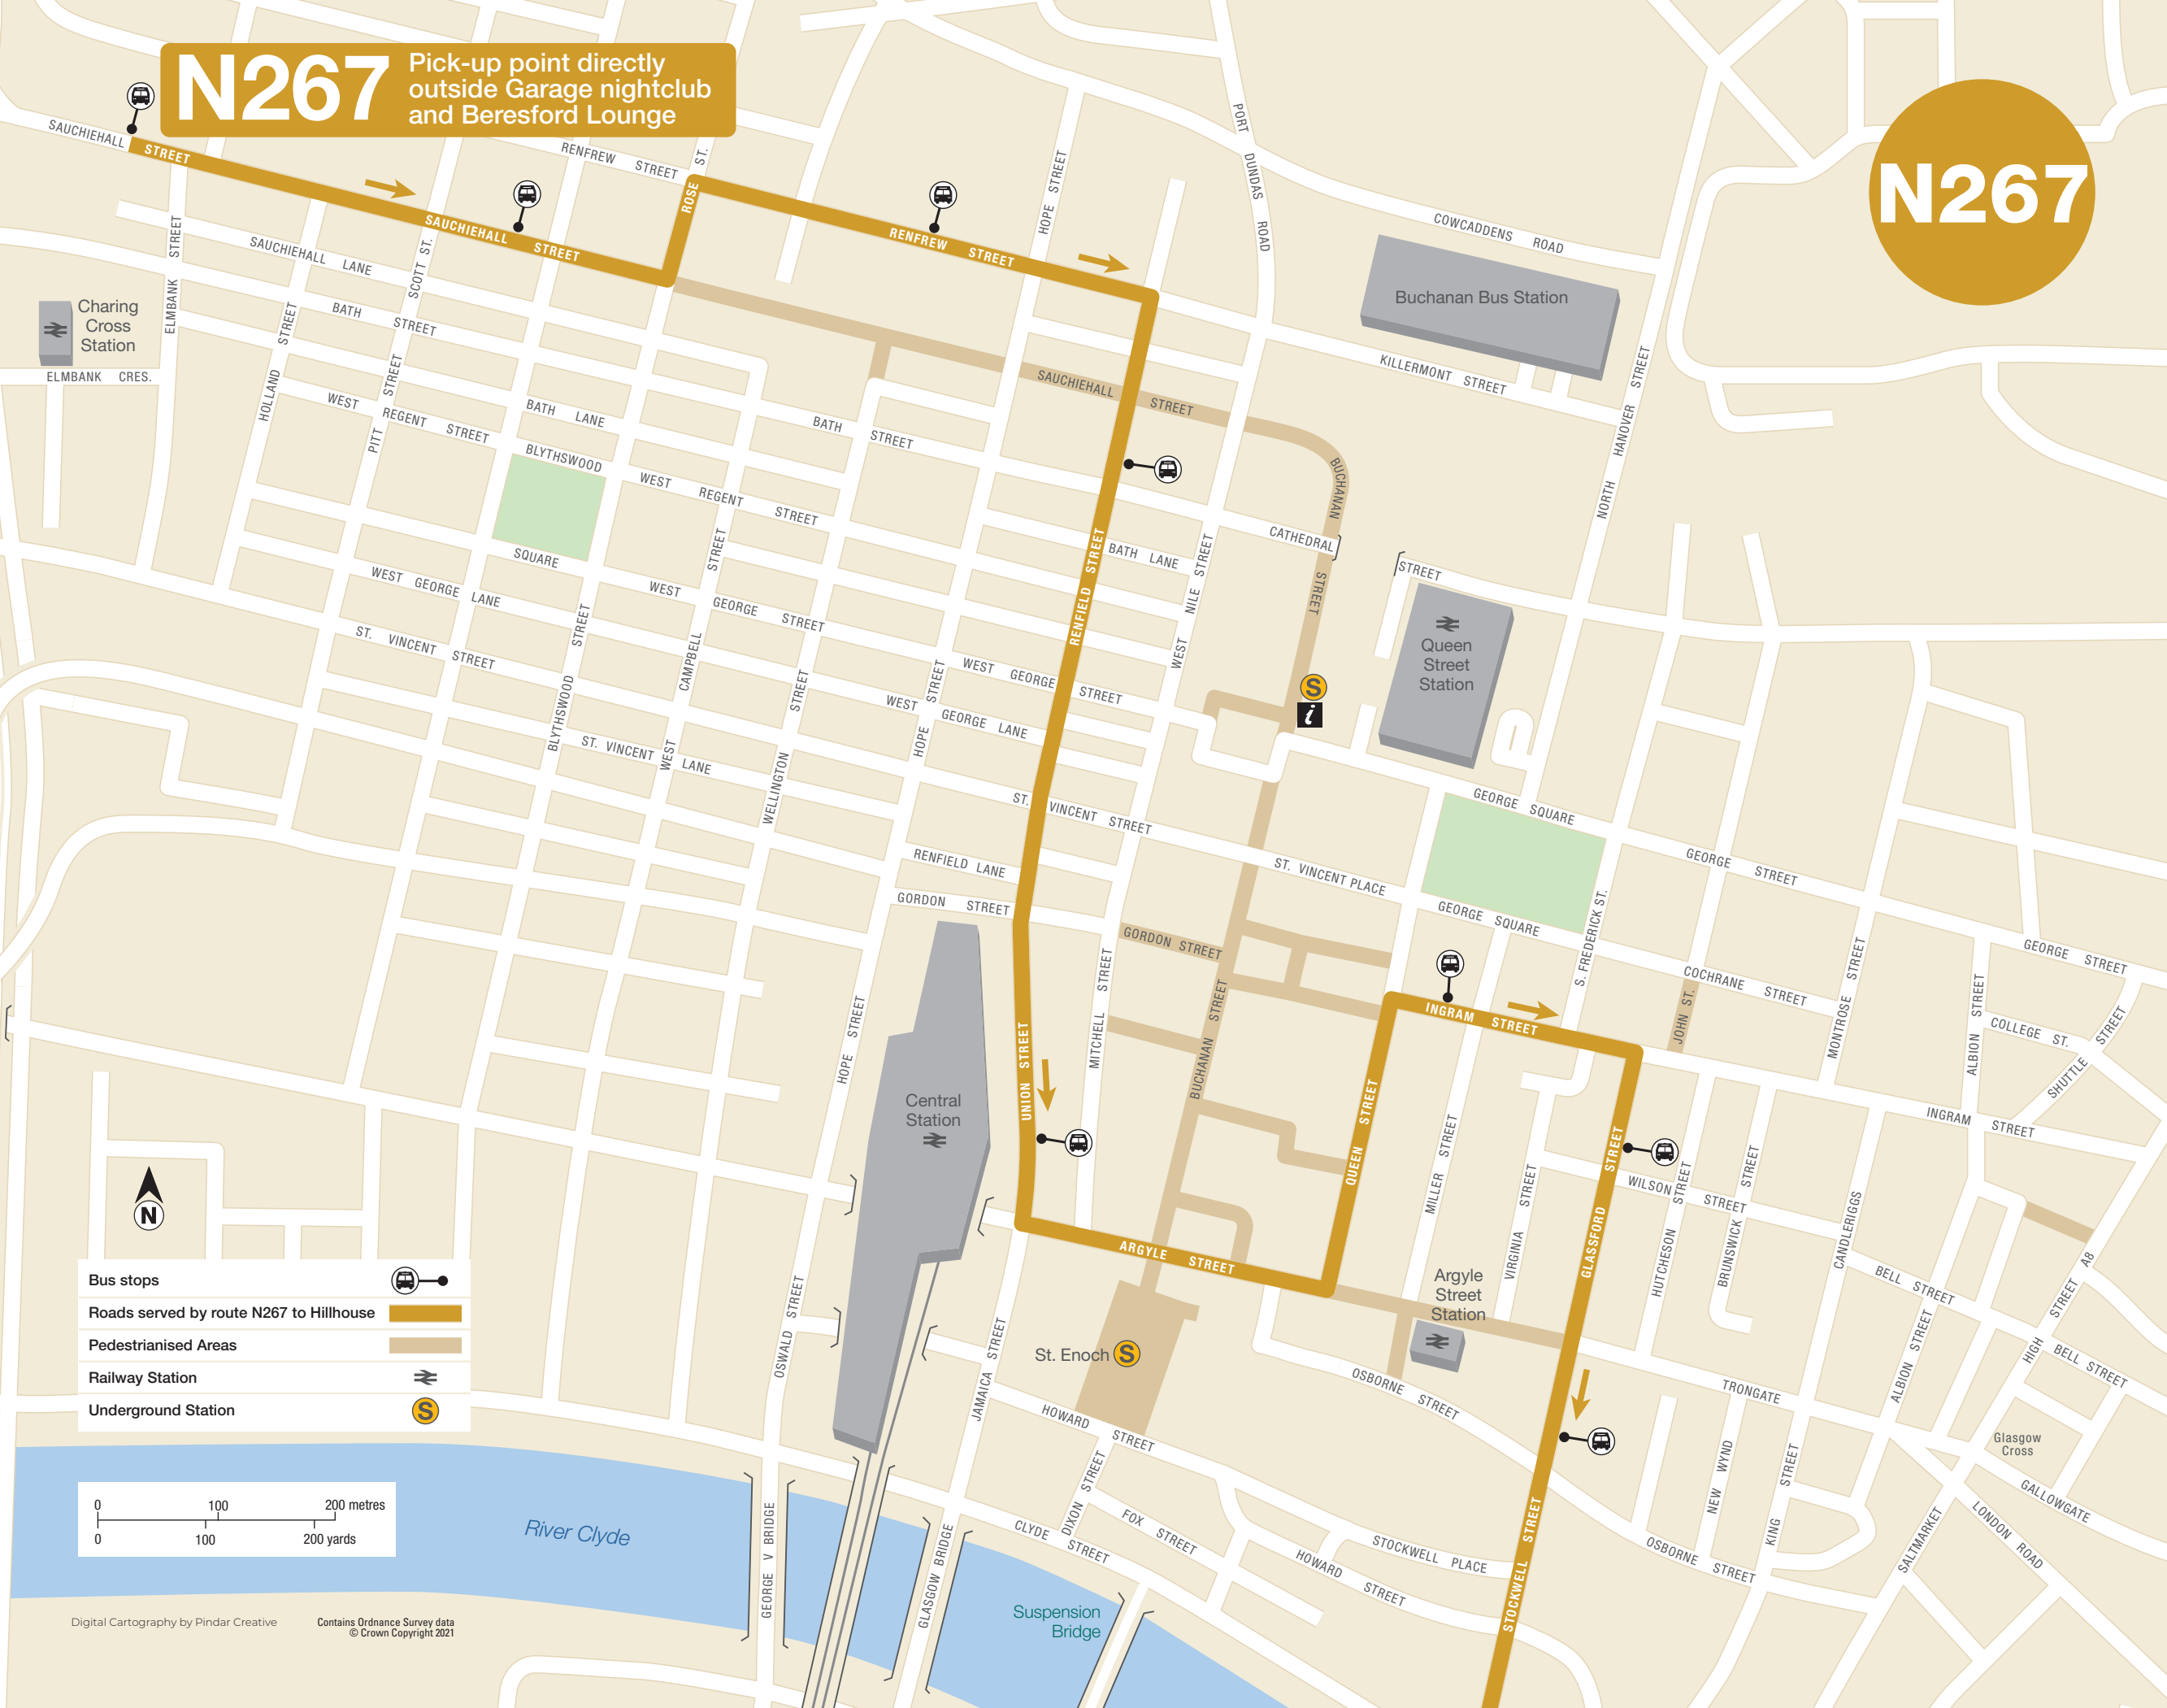 N267
Pick-up point directly
outside Garage nightclub
and Beresford Lounge
N267
SAUCHIEHALL STREET
RENFREW STREET
ROSE ST.
HOPE STREET
PORT DUNDAS ROAD
COWCADDENS ROAD
SAUCHIEHALL STREET
RENFREW STREET
Buchanan Bus Station
SAUCHIEHALL LANE
ELMBANK STREET
SCOTT ST.
Charing
Cross
Station
ELMBANK CRES.
BATH STREET
HOLLAND STREET
PITT STREET
KILLERMONT STREET
NORTH HANOVER STREET
SAUCHIEHALL STREET
BUCHANAN STREET
WEST REGENT STREET
BATH LANE
BATH STREET
BLYTHSWOOD SQUARE
WEST REGENT STREET
CATHEDRAL STREET
BATH LANE
RENFIELD STREET
WEST NILE STREET
WEST GEORGE LANE
WEST GEORGE STREET
Queen
Street
Station
ST. VINCENT STREET
BLYTHSWOOD STREET
WEST CAMPBELL STREET
WELLINGTON STREET
HOPE STREET
WEST GEORGE STREET
S
i
WEST GEORGE LANE
ST. VINCENT LANE
ST. VINCENT STREET
GEORGE SQUARE
GEORGE STREET
RENFIELD LANE
ST. VINCENT PLACE
GORDON STREET
GEORGE SQUARE
S. FREDERICK ST.
GORDON STREET
COCHRANE STREET
GEORGE STREET
MONTROSE STREET
ALBION STREET
JOHN ST.
COLLEGE ST.
SHUTTLE STREET
INGRAM STREET
HOPE STREET
MITCHELL STREET
BUCHANAN STREET
UNION STREET
Central
Station
QUEEN STREET
MILLER STREET
VIRGINIA STREET
INGRAM STREET
GLASSFORD STREET
WILSON STREET
HUTCHESON STREET
BRUNSWICK STREET
CANDLERIGGS
BELL STREET
HIGH STREET A8
ARGYLE STREET
Argyle
Street
Station
N
Bus stops
Roads served by route N267 to Hillhouse
Pedestrianised Areas
Railway Station
Underground Station
S
OSWALD STREET
JAMAICA STREET
St. Enoch
S
HOWARD STREET
OSBORNE STREET
TRONGATE
ALBION STREET
BELL STREET
Glasgow
Cross
GALLOWGATE
LONDON ROAD
SALTMARKET
KING STREET
NEW WYND
OSBORNE STREET
STOCKWELL STREET
STOCKWELL PLACE
HOWARD STREET
DIXON STREET
FOX STREET
CLYDE STREET
GEORGE V BRIDGE
GLASGOW BRIDGE
Suspension
Bridge
River Clyde
0 100 200 metres
0 100 200 yards
Digital Cartography by Pindar Creative
Contains Ordnance Survey data
© Crown Copyright 2021